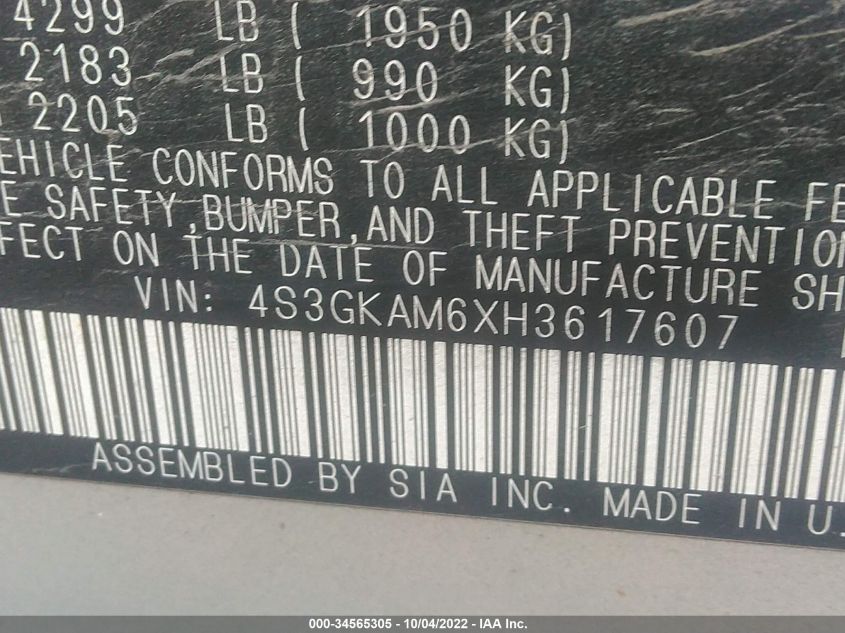 4299 LB ( 1950 KG)
2183 LB ( 990 KG)
2205 LB ( 1000 KG)
EHICLE CONFORMS TO ALL APPLICABLE FE
E SAFETY,BUMPER,AND THEFT PREVENTION
FECT ON THE DATE OF MANUFACTURE SH
VIN: 4S3GKAM6XH3617607
ASSEMBLED BY SIA INC. MADE IN U.
000-34565305 - 10/04/2022 - IAA Inc.